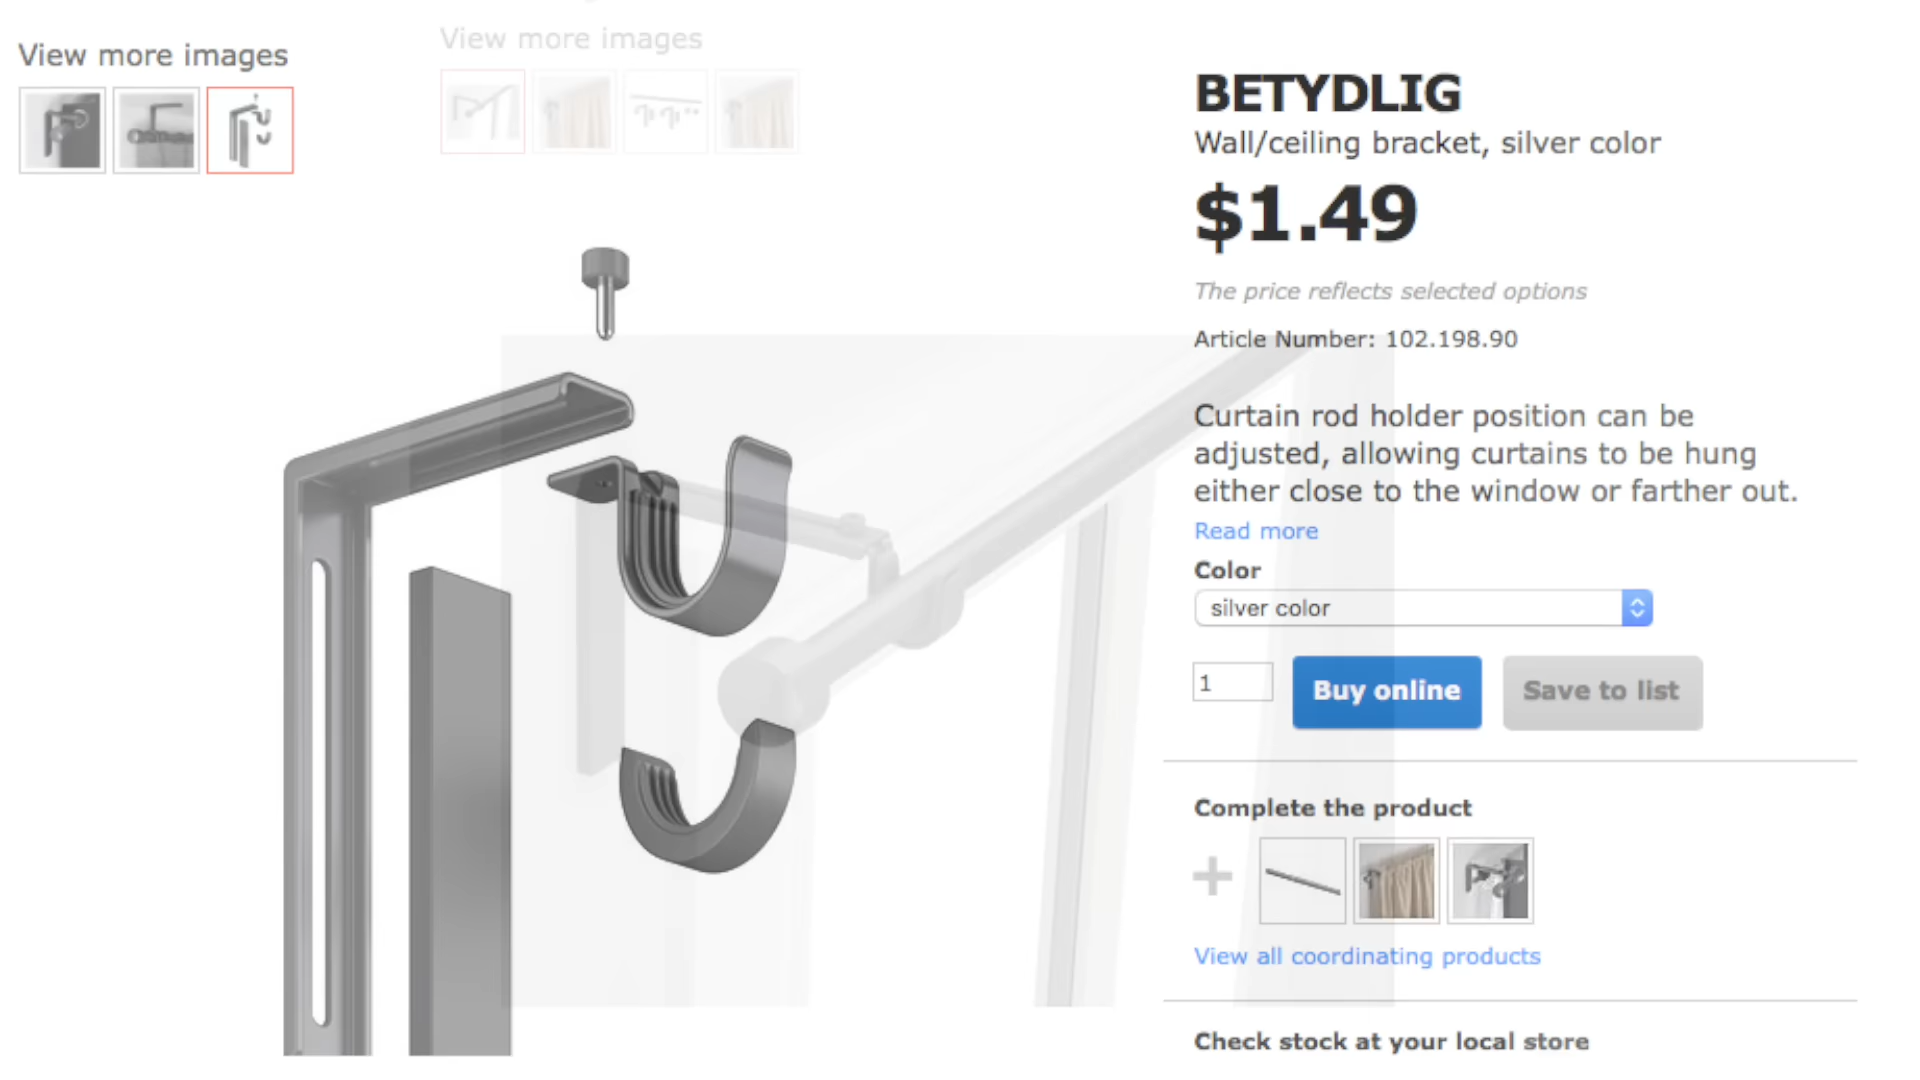 View more images
View more images
BETYDLIG
Wall/ceiling bracket, silver color
$1.49
The price reflects selected options
Article Number: 102.198.90
Curtain rod holder position can be
adjusted, allowing curtains to be hung
either close to the window or farther out.
Read more
Color
silver color
1
Buy online
Save to list
Complete the product
View all coordinating products
Check stock at your local store